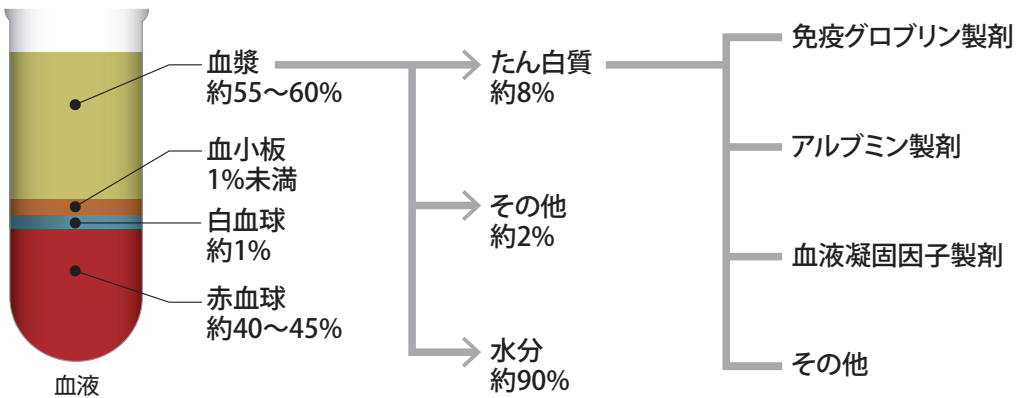 血漿
約55〜60%
血小板
1%未満
白血球
約1%
赤血球
約40〜45%
血液
たん白質
約8%
その他
約2%
水分
約90%
免疫グロブリン製剤
アルブミン製剤
血液凝固因子製剤
その他